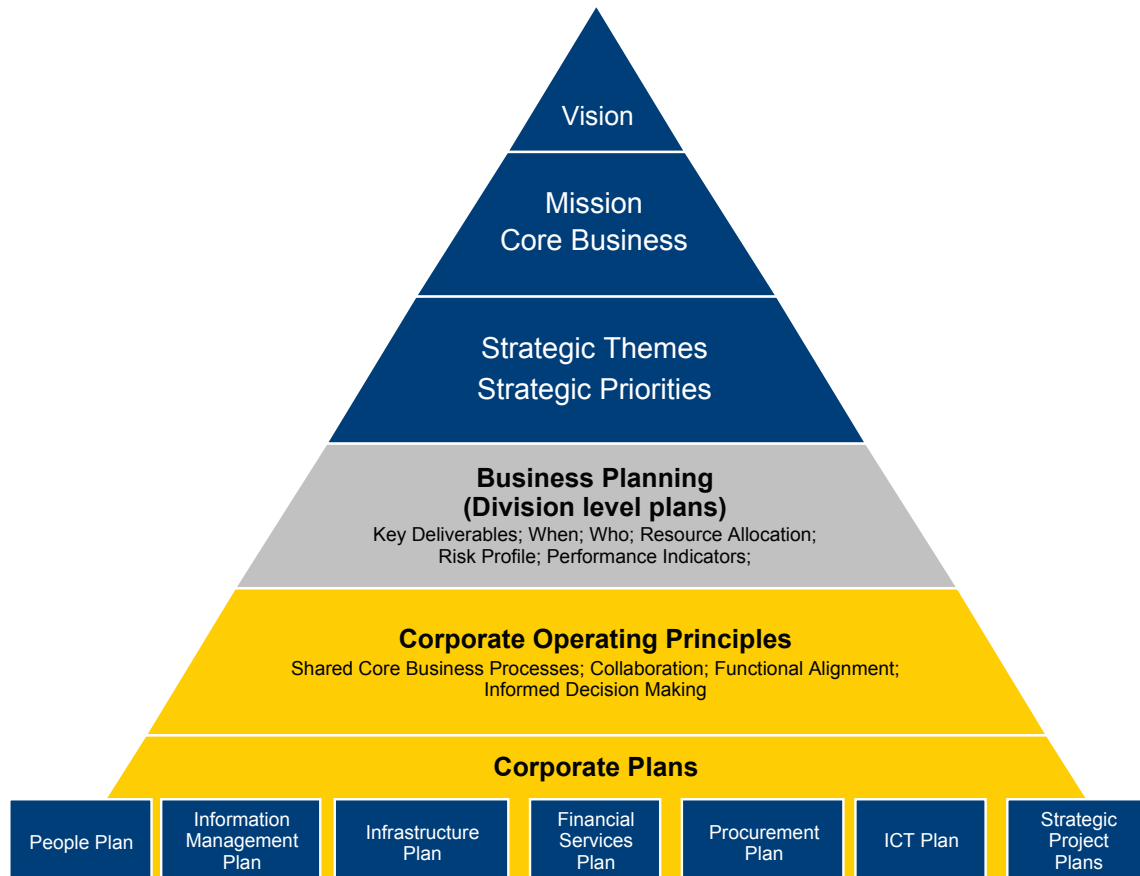 Vision
Mission
Core Business
Strategic Themes
Strategic Priorities
Business Planning
(Division level plans)
Key Deliverables; When; Who; Resource Allocation;
Risk Profile; Performance Indicators;
Corporate Operating Principles
Shared Core Business Processes; Collaboration; Functional Alignment;
Informed Decision Making
Corporate Plans
People Plan
Information
Management
Plan
Infrastructure
Plan
Financial
Services
Plan
Procurement
Plan
ICT Plan
Strategic
Project
Plans